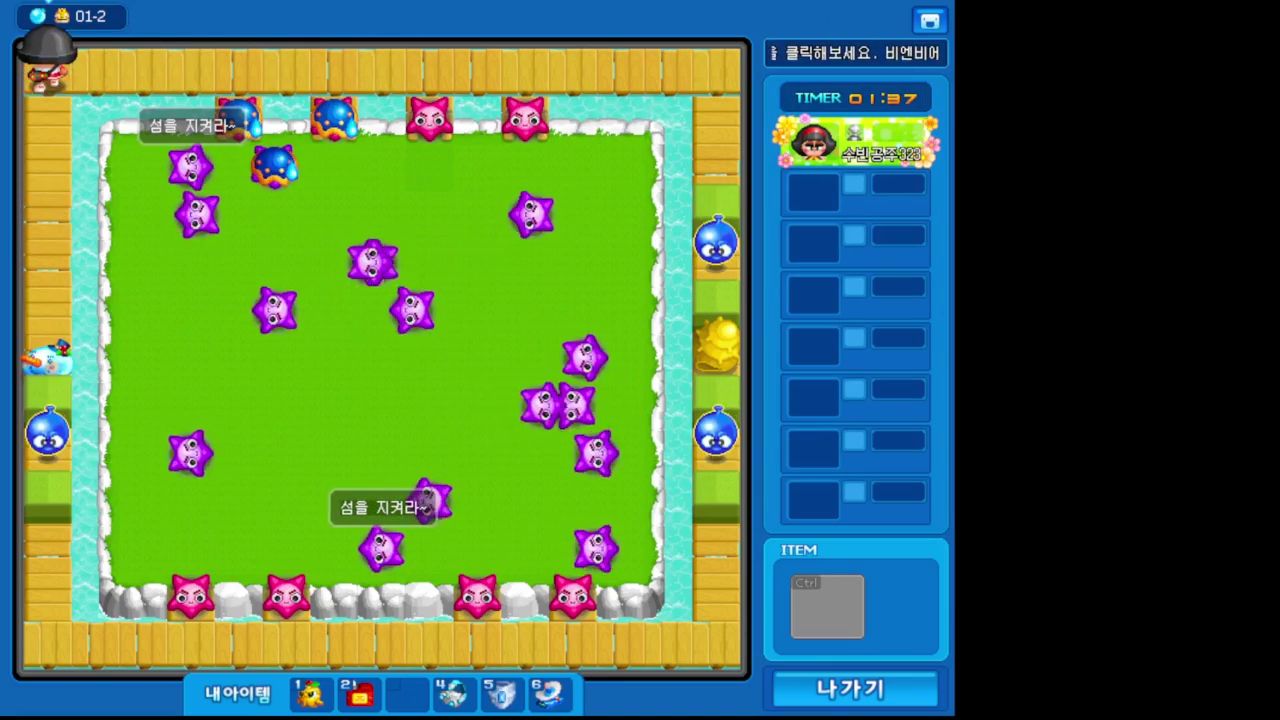 01-2
클릭해보세요. 비엔비어
TIMER 01:37
섬을 지켜라~
수빈공주323
섬을 지켜라~
ITEM
Ctrl
내아이템
1
2
4
5
6
나가기